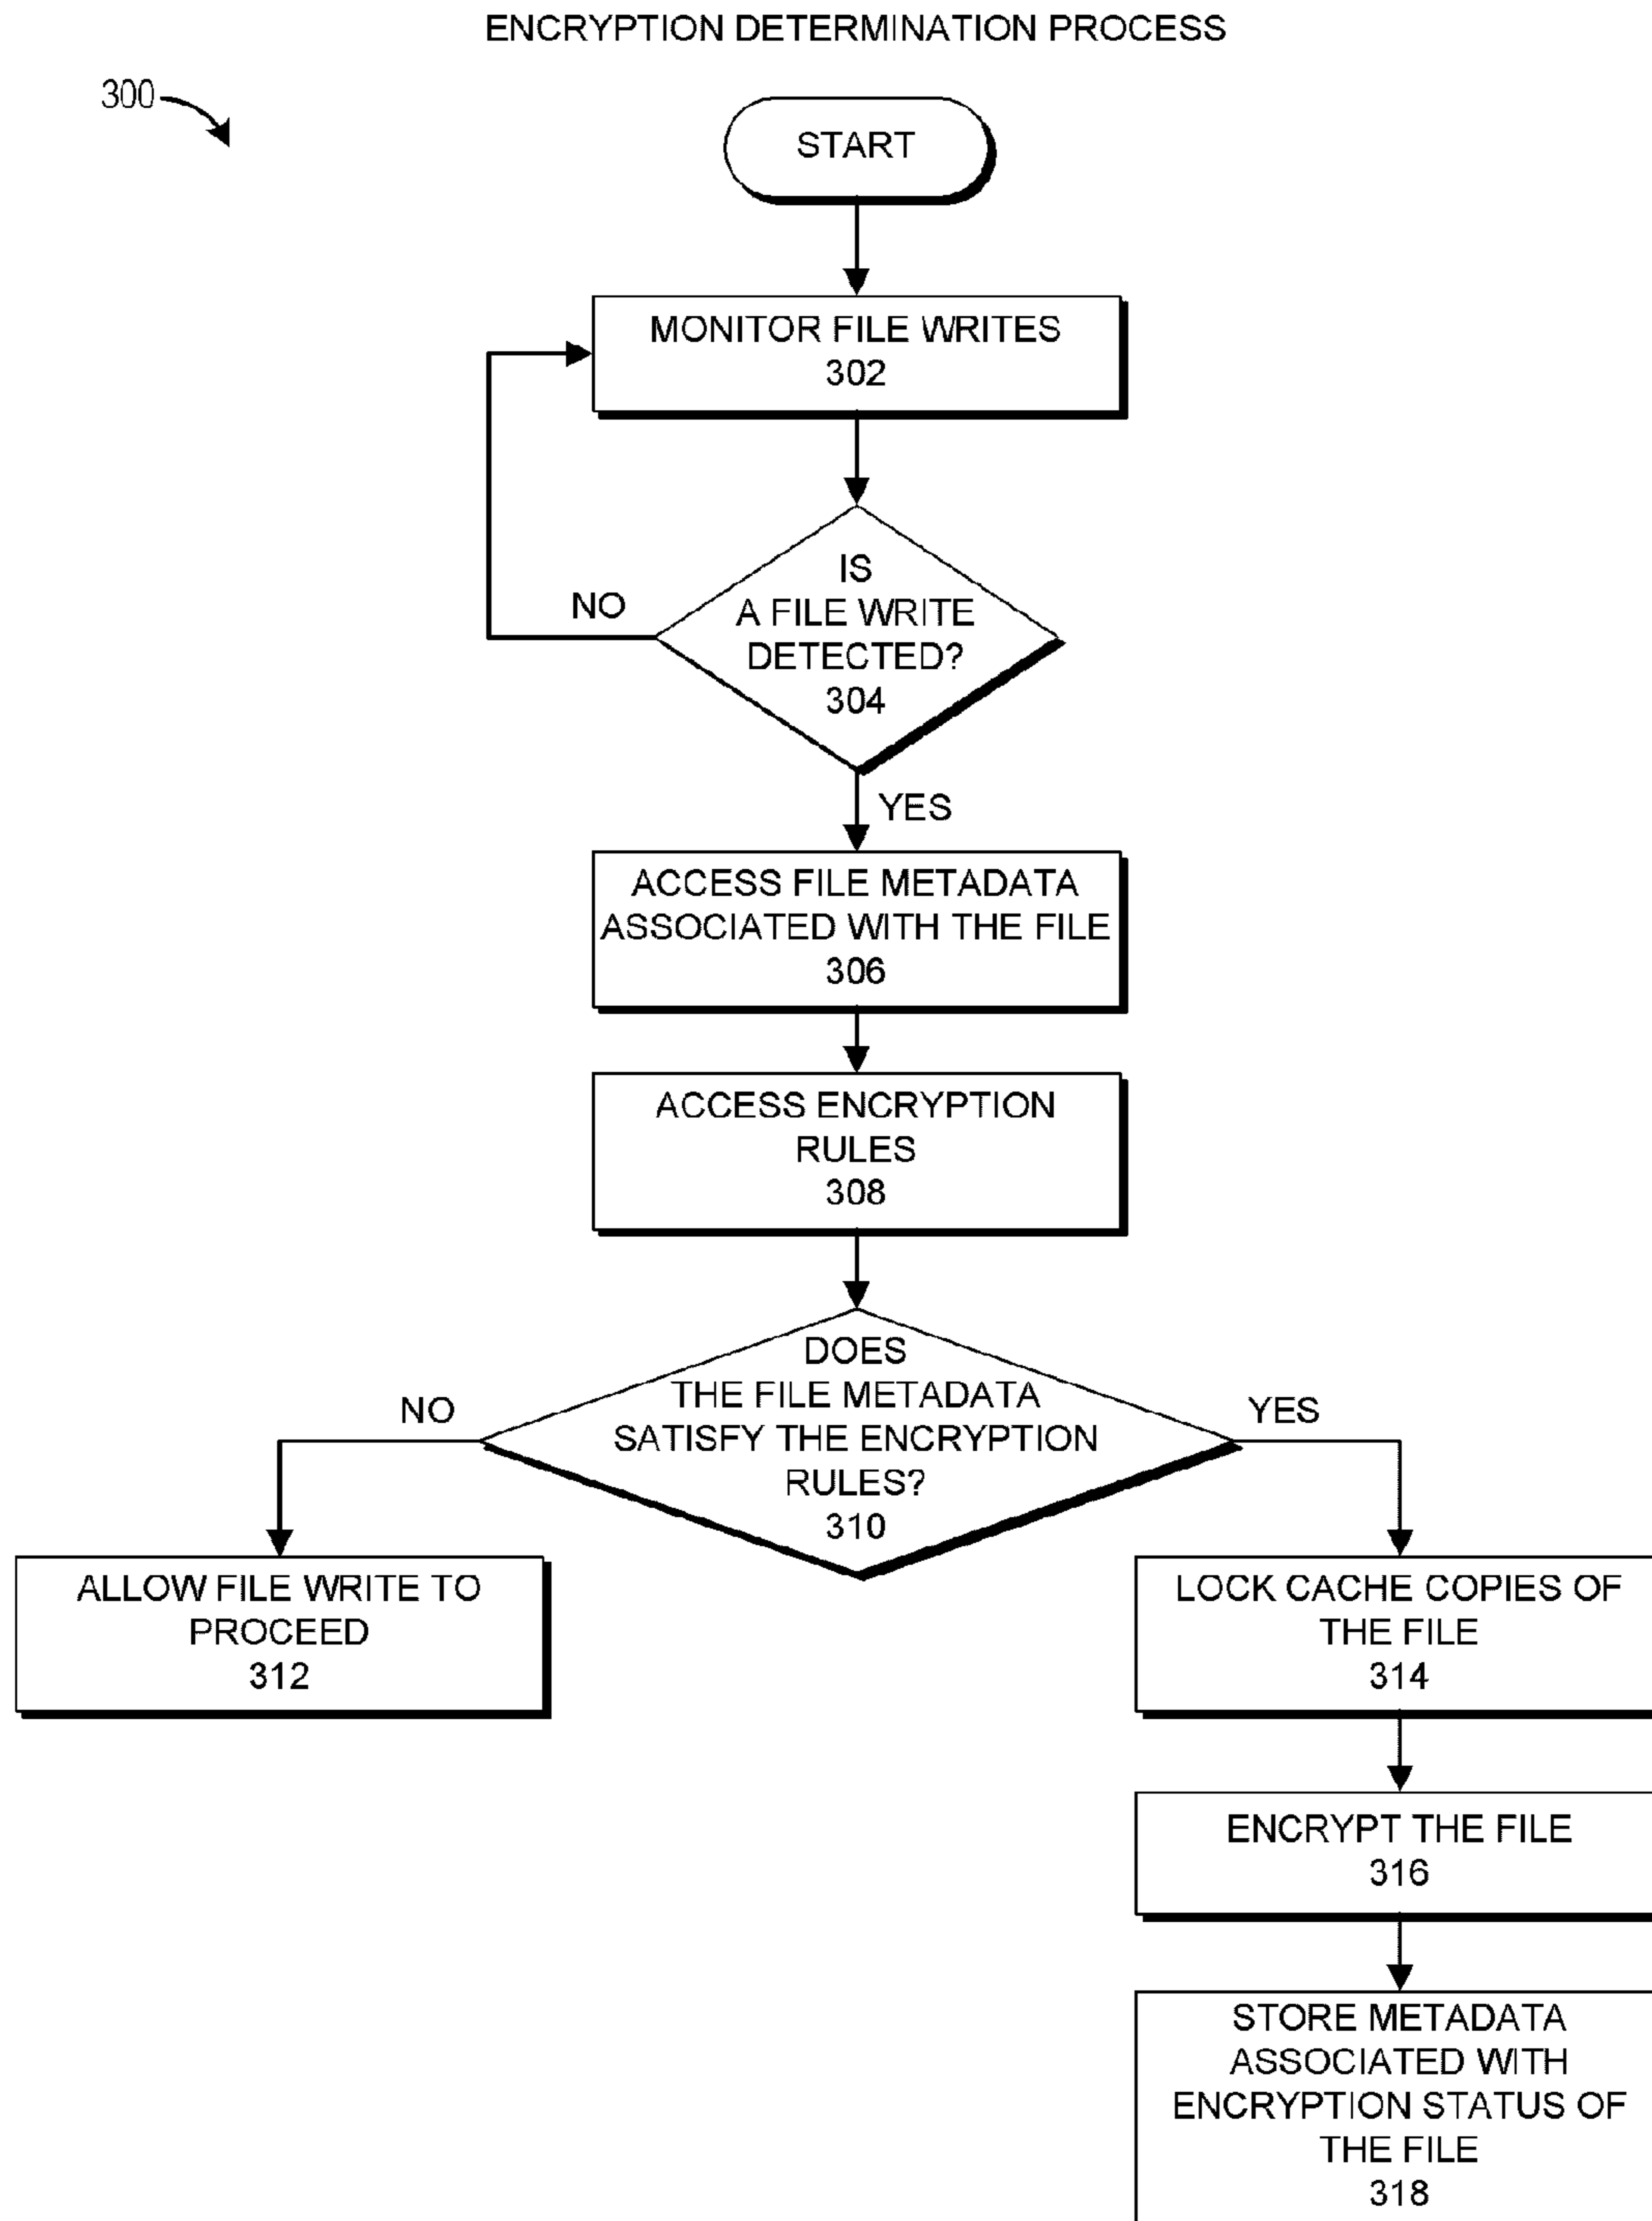 ENCRYPTION DETERMINATION PROCESS
300
START
MONITOR FILE WRITES
302
IS
A FILE WRITE
DETECTED?
304
NO
YES
ACCESS FILE METADATA
ASSOCIATED WITH THE FILE
306
ACCESS ENCRYPTION
RULES
308
DOES
THE FILE METADATA
SATISFY THE ENCRYPTION
RULES?
310
NO
YES
ALLOW FILE WRITE TO
PROCEED
312
LOCK CACHE COPIES OF
THE FILE
314
ENCRYPT THE FILE
316
STORE METADATA
ASSOCIATED WITH
ENCRYPTION STATUS OF
THE FILE
318